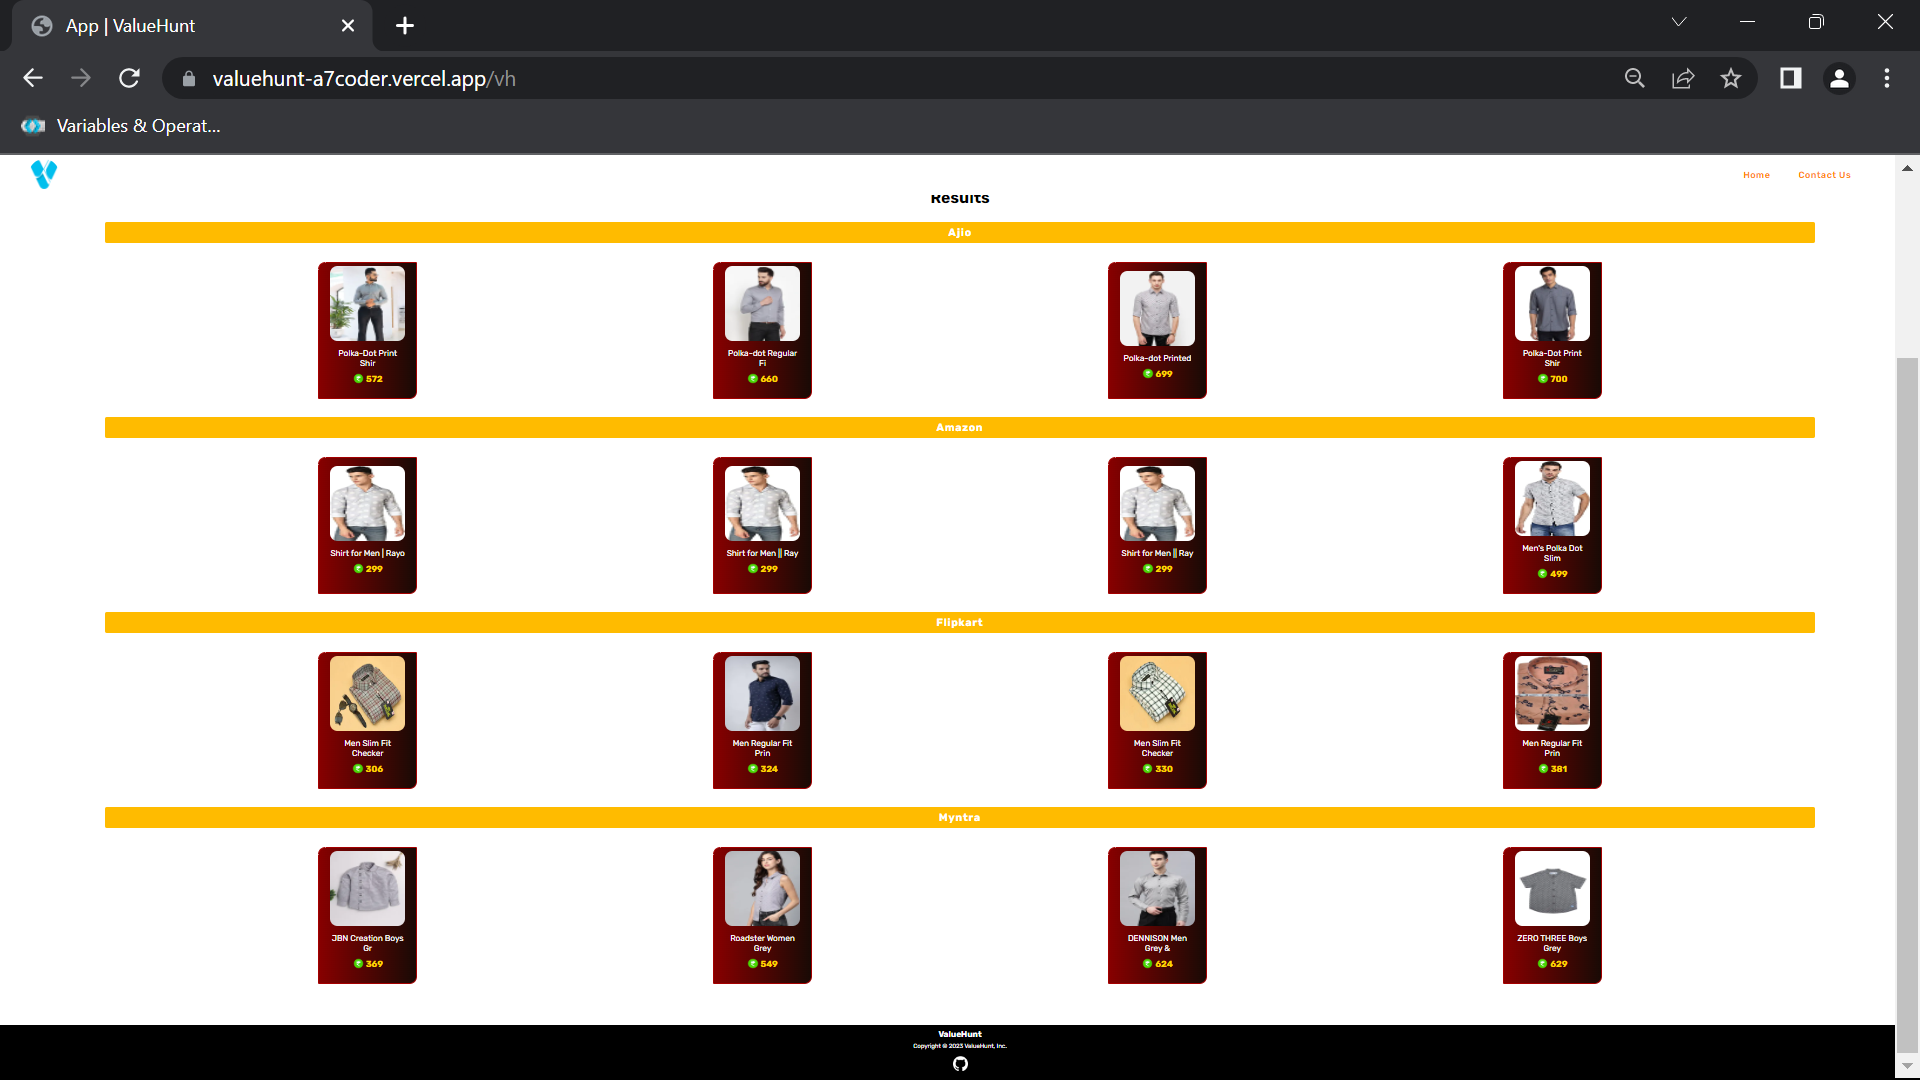 App | ValueHunt
valuehunt-a7coder.vercel.app/vh
Variables & Operat...
Home Contact Us
Results
Ajio
Polka-Dot Print
Shir
572
Polka-dot Regular
Fi
660
Polka-dot Printed
699
Polka-Dot Print
Shir
700
Amazon
Shirt for Men | Rayo
299
Shirt for Men || Ray
299
Shirt for Men || Ray
299
Men's Polka Dot
Slim
499
Flipkart
Men Slim Fit
Checker
306
Men Regular Fit
Prin
324
Men Slim Fit
Checker
330
Men Regular Fit
Prin
381
Myntra
JBN Creation Boys
Gr
369
Roadster Women
Grey
549
DENNISON Men
Grey &
624
ZERO THREE Boys
Grey
629
ValueHunt
Copyright © 2023 ValueHunt, Inc.